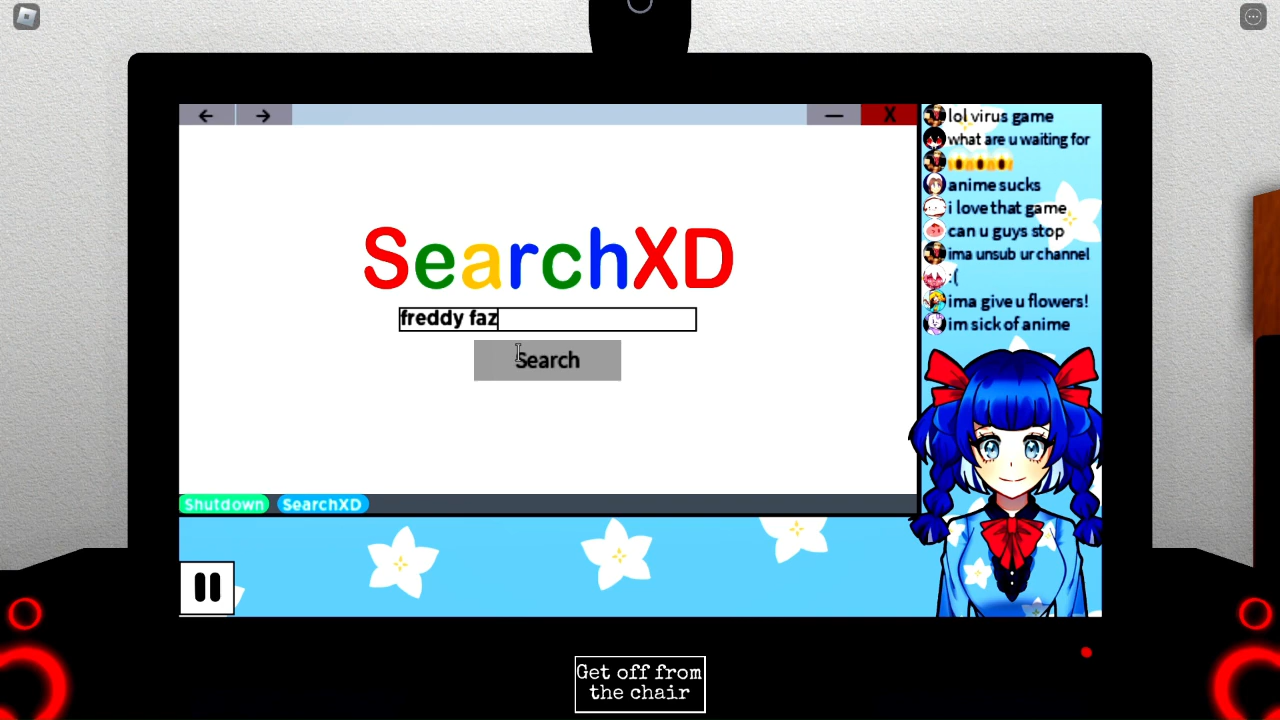 SearchXD
freddy faz
Search
Shutdown
SearchXD
lol virus game
what are u waiting for
anime sucks
i love that game
can u guys stop
ima unsub ur channel
:(
ima give u flowers!
im sick of anime
X
Get off from
the chair